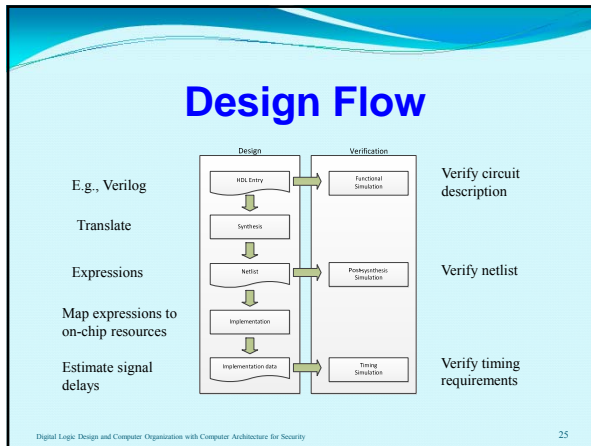 Design Flow
Design
Verification
E.g., Verilog
HDL Entry
Functional
Simulation
Verify circuit
description
Translate
Synthesis
Expressions
Netlist
Post-synthesis
Simulation
Verify netlist
Map expressions to
on-chip resources
Implementation
Estimate signal
delays
Implementation data
Timing
Simulation
Verify timing
requirements
Digital Logic Design and Computer Organization with Computer Architecture for Security
25